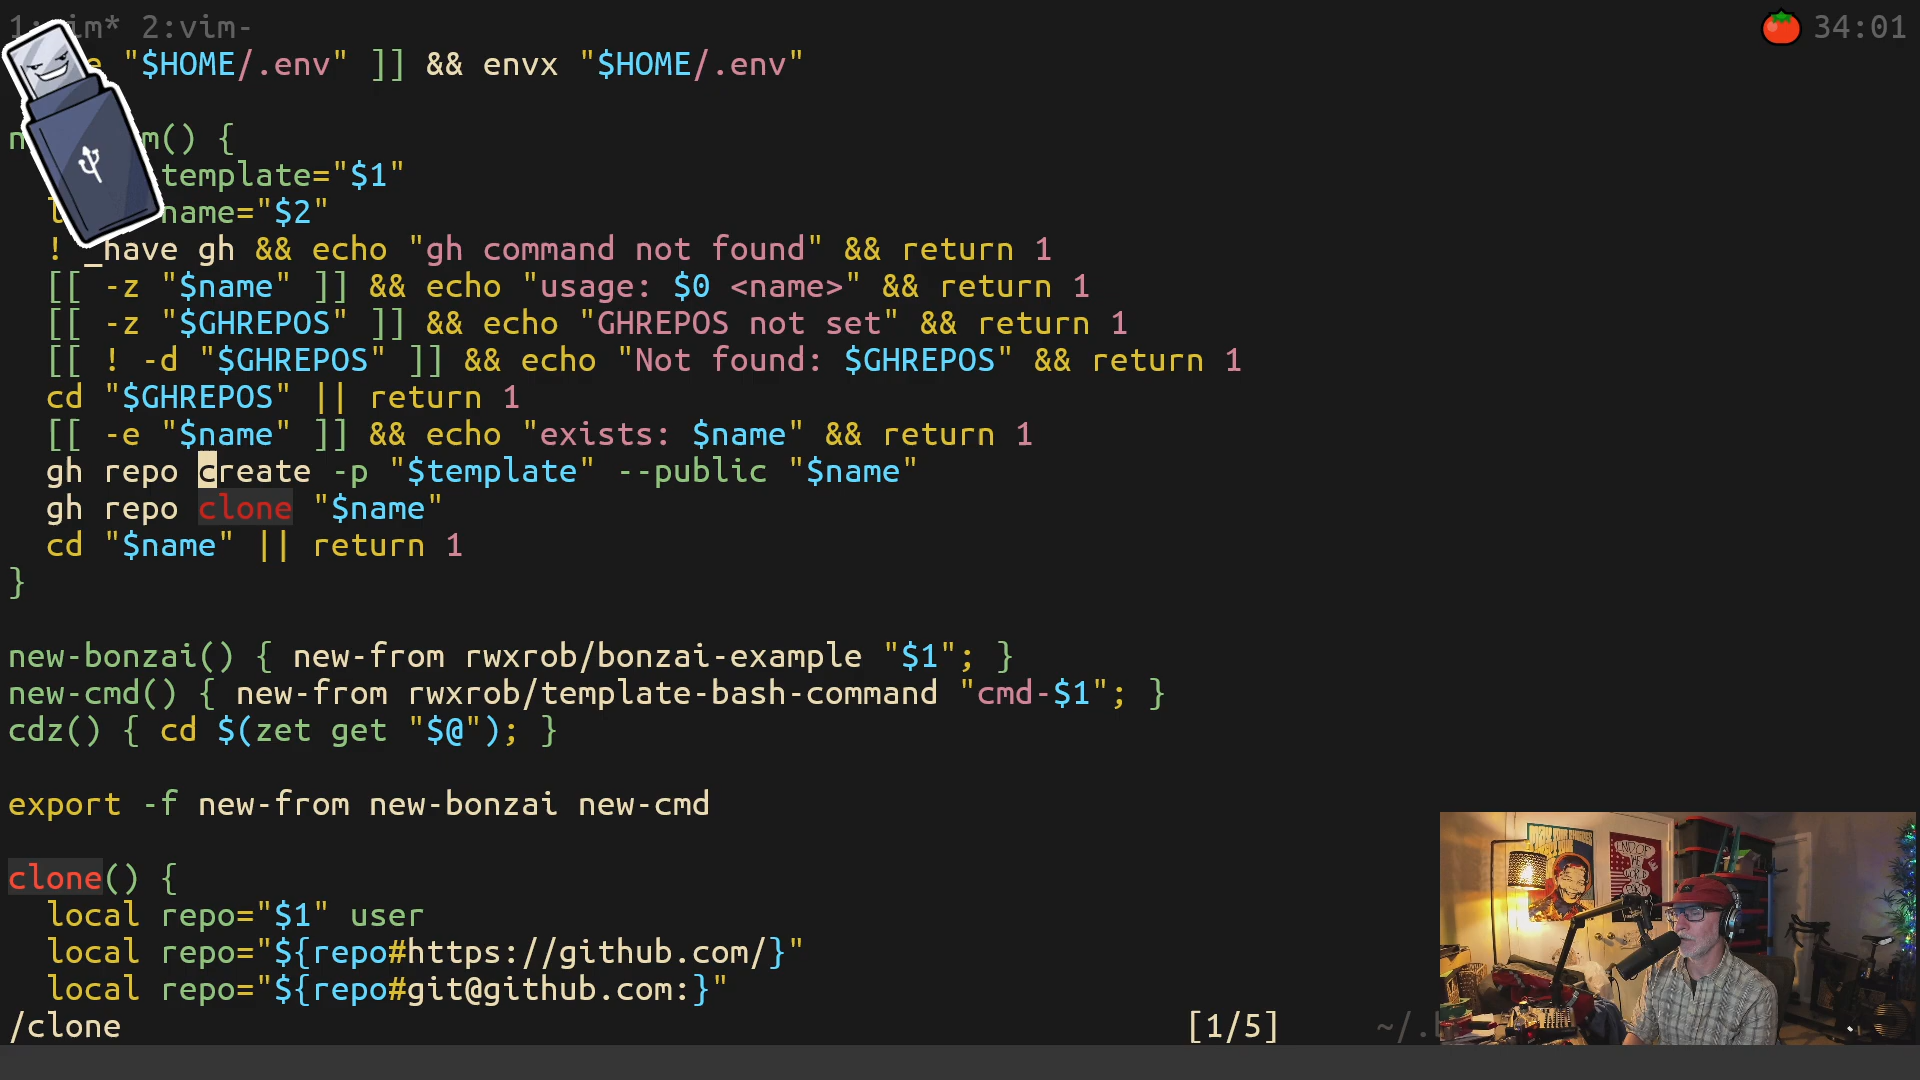 1: im* 2:vim-
34:01
e "$HOME/.env" ]] && envx "$HOME/.env"
n m() {
template="$1"
l name="$2"
! _have gh && echo "gh command not found" && return 1
[[ -z "$name" ]] && echo "usage: $0 <name>" && return 1
[[ -z "$GHREPOS" ]] && echo "GHREPOS not set" && return 1
[[ ! -d "$GHREPOS" ]] && echo "Not found: $GHREPOS" && return 1
cd "$GHREPOS" || return 1
[[ -e "$name" ]] && echo "exists: $name" && return 1
gh repo create -p "$template" --public "$name"
gh repo clone "$name"
cd "$name" || return 1
}
new-bonzai() { new-from rwxrob/bonzai-example "$1"; }
new-cmd() { new-from rwxrob/template-bash-command "cmd-$1"; }
cdz() { cd $(zet get "$@"); }
export -f new-from new-bonzai new-cmd
clone() {
local repo="$1" user
local repo="${repo#https://github.com/}"
local repo="${repo#git@github.com:}"
/clone
[1/5]
~/.b